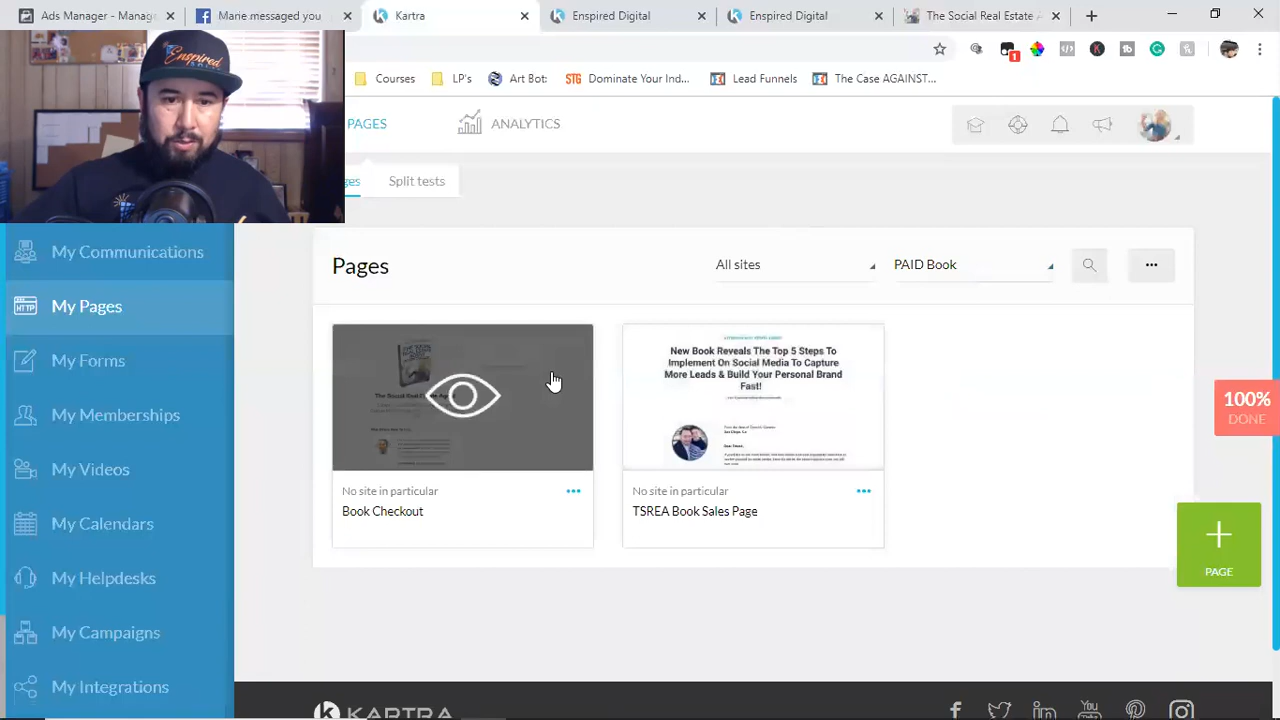 Ads Manager - Manag
Marie messaged you
Kartra
Enspired Digital
Enspired Digital
Real Estate A
Courses
LP's
Art Bot:
Dominate Your Ind...
Lead Funnels
The Case AGAINST...
PAGES
ANALYTICS
ges
Split tests
My Communications
My Pages
My Forms
My Memberships
My Videos
My Calendars
My Helpdesks
My Campaigns
My Integrations
Pages
All sites
PAID Book
...
New Book Reveals The Top 5 Steps To
Implement On Social Media To Capture
More Leads & Build Your Personal Brand
Fast!
No site in particular
Book Checkout
No site in particular
TSREA Book Sales Page
100%
DONE
PAGE
KARTRA
Enspired